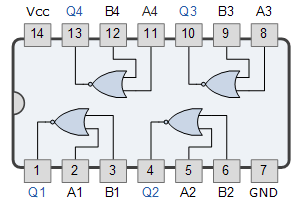 Vcc Q4 B4 A4 Q3 B3 A3
14 13 12 11 10 9 8
1 2 3 4 5 6 7
Q1 A1 B1 Q2 A2 B2 GND